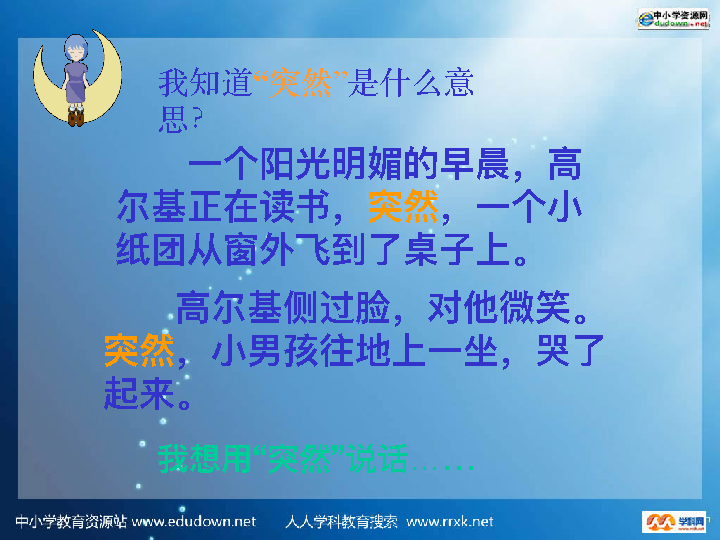 中小学资源网
edudown.net
我知道“突然”是什么意
思？
一个阳光明媚的早晨，高
尔基正在读书，突然，一个小
纸团从窗外飞到了桌子上。
高尔基侧过脸，对他微笑。
突然，小男孩往地上一坐，哭了
起来。
我想用“突然”说话……
中小学教育资源站 www.edudown.net 人人学科教育搜索 www.rrxk.net
学科网